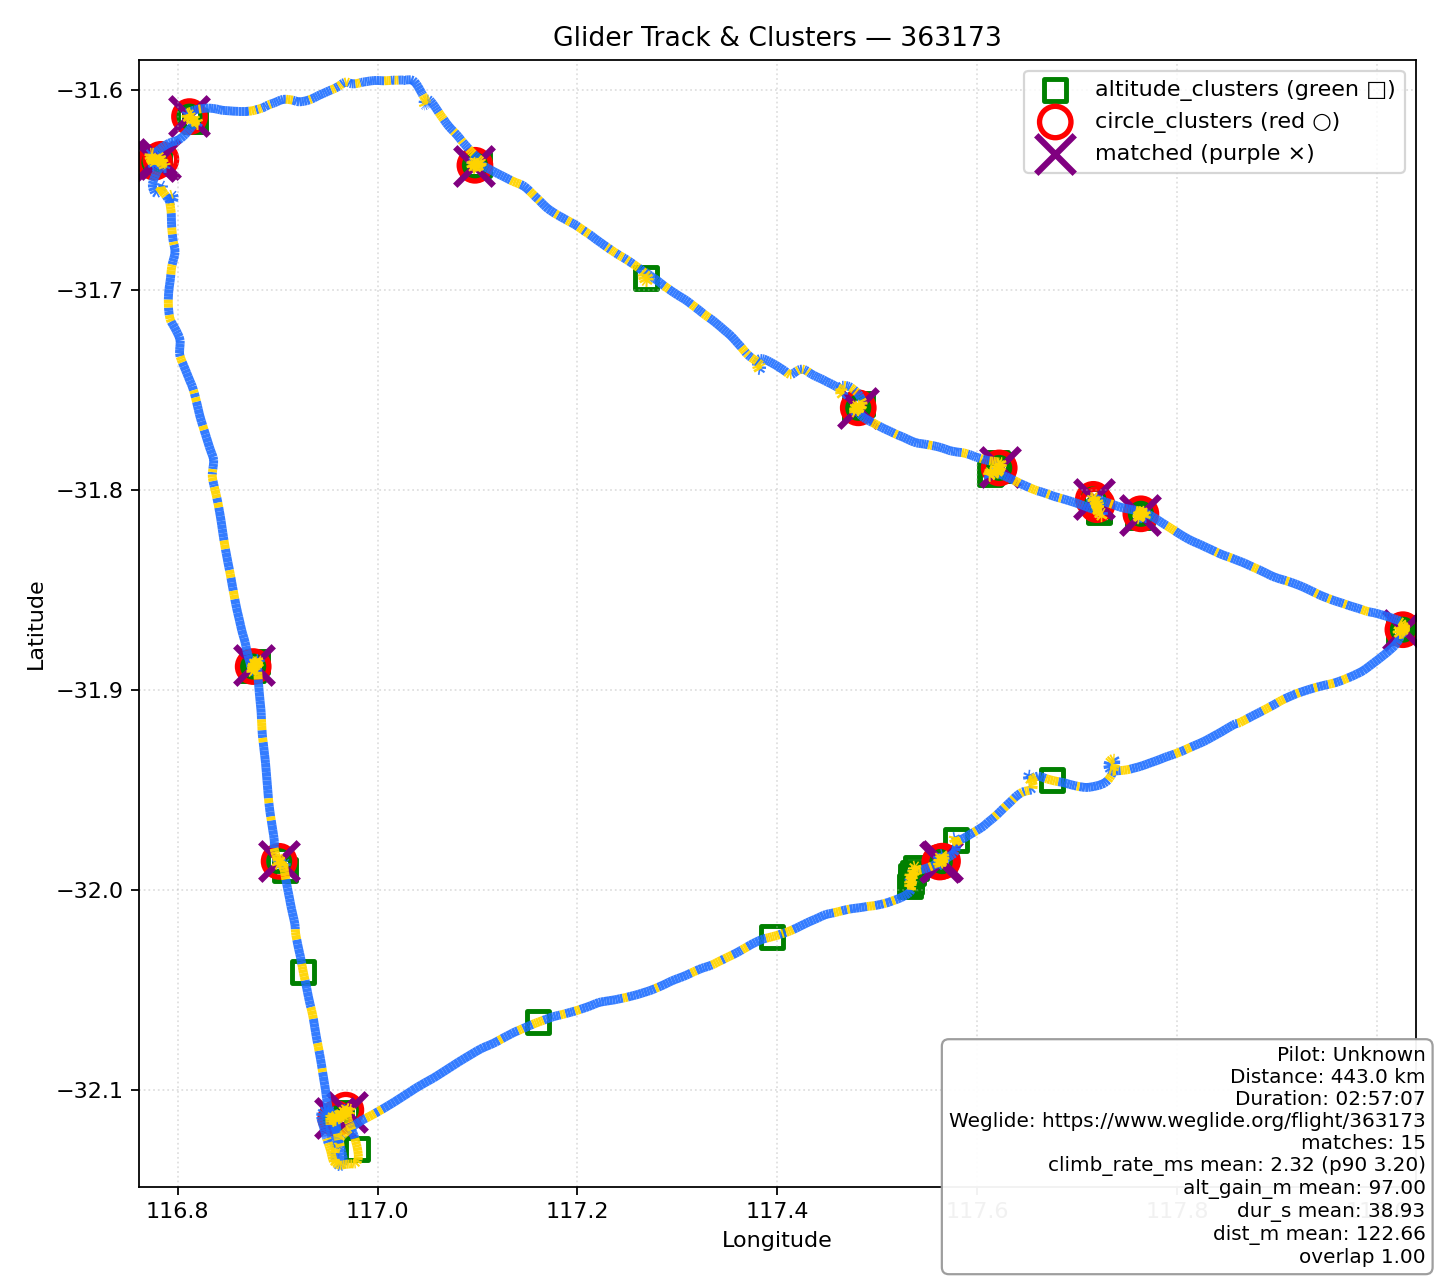 Glider Track & Clusters — 363173
altitude_clusters (green □)
circle_clusters (red ○)
matched (purple ×)
−31.6
−31.7
−31.8
−31.9
−32.0
−32.1
Latitude
116.8 117.0 117.2 117.4 117.6 117.8
Longitude
Pilot: Unknown
Distance: 443.0 km
Duration: 02:57:07
Weglide: https://www.weglide.org/flight/363173
matches: 15
climb_rate_ms mean: 2.32 (p90 3.20)
alt_gain_m mean: 97.00
dur_s mean: 38.93
dist_m mean: 122.66
overlap 1.00